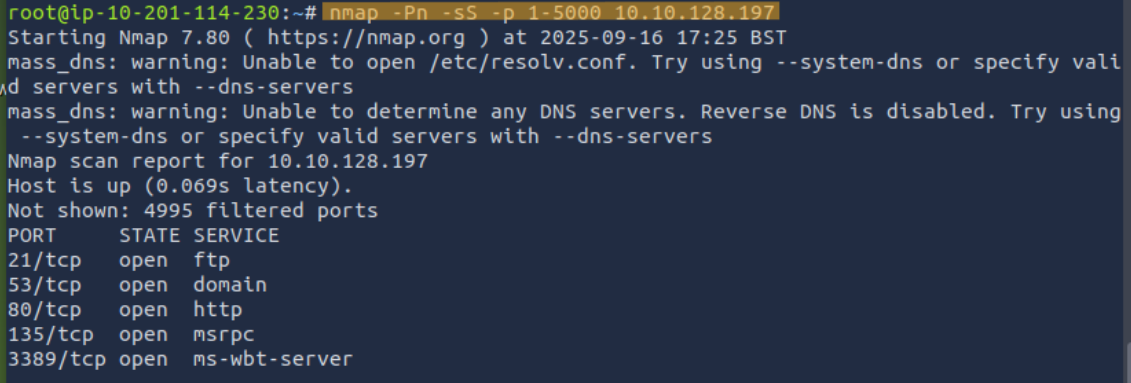 root@ip-10-201-114-230:~# nmap -Pn -sS -p 1-5000 10.10.128.197
Starting Nmap 7.80 ( https://nmap.org ) at 2025-09-16 17:25 BST
mass_dns: warning: Unable to open /etc/resolv.conf. Try using --system-dns or specify vali
d servers with --dns-servers
mass_dns: warning: Unable to determine any DNS servers. Reverse DNS is disabled. Try using
 --system-dns or specify valid servers with --dns-servers
Nmap scan report for 10.10.128.197
Host is up (0.069s latency).
Not shown: 4995 filtered ports
PORT     STATE SERVICE
21/tcp   open  ftp
53/tcp   open  domain
80/tcp   open  http
135/tcp  open  msrpc
3389/tcp open  ms-wbt-server